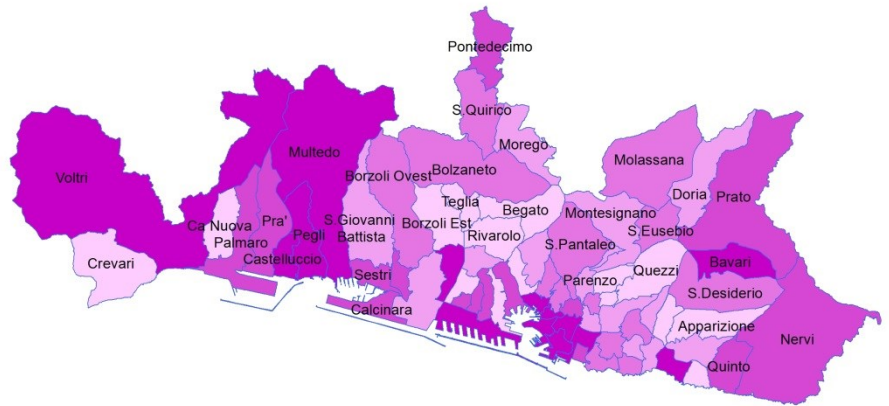 Pontedecimo
S.Quirico
Morego
Molassana
Multedo
Voltri
Borzoli Ovest
Bolzaneto
Doria
Prato
Teglia
Begato
Montesignano
Ca Nuova
Pra'
Pegli
S.Giovanni
Battista
Borzoli Est
Rivarolo
S.Eusebio
Palmaro
S.Pantaleo
Crevari
Castelluccio
Sestri
Parenzo
Quezzi
Bavari
S.Desiderio
Calcinara
Apparizione
Nervi
Quinto